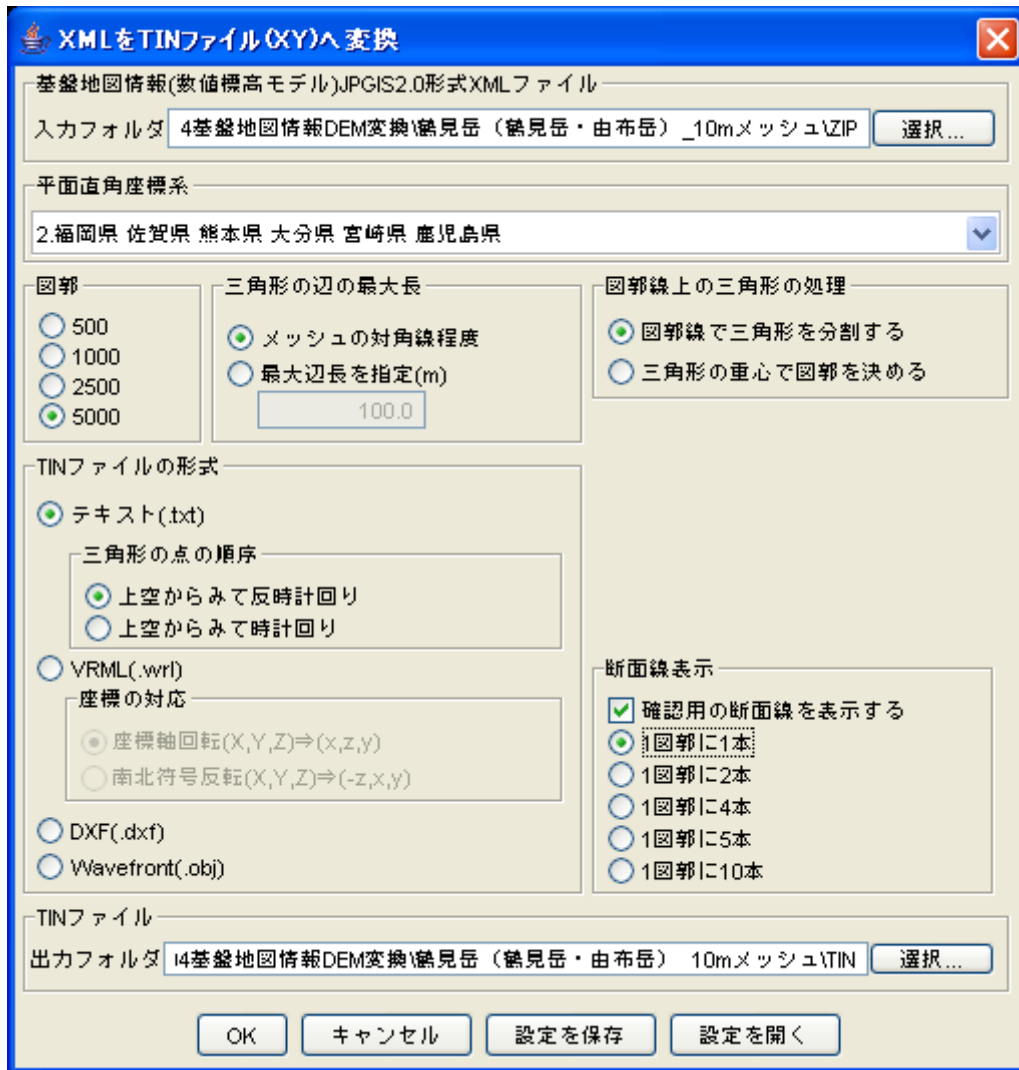 XMLをTINファイル(XY)へ変換
基盤地図情報(数値標高モデル)JPGIS2.0形式XMLファイル
入力フォルダ 4基盤地図情報DEM変換\鶴見岳（鶴見岳・由布岳）_10mメッシュ\ZIP 選択...
平面直角座標系
2.福岡県 佐賀県 熊本県 大分県 宮崎県 鹿児島県
図郭
500
1000
2500
5000
三角形の辺の最大長
メッシュの対角線程度
最大辺長を指定(m)
100.0
図郭線上の三角形の処理
図郭線で三角形を分割する
三角形の重心で図郭を決める
TINファイルの形式
テキスト(.txt)
三角形の点の順序
上空からみて反時計回り
上空からみて時計回り
VRML(.wrl)
座標の対応
座標軸回転(X,Y,Z)⇒(x,z,y)
南北符号反転(X,Y,Z)⇒(-z,x,y)
DXF(.dxf)
Wavefront(.obj)
断面線表示
確認用の断面線を表示する
1図郭に1本
1図郭に2本
1図郭に4本
1図郭に5本
1図郭に10本
TINファイル
出力フォルダ 4基盤地図情報DEM変換\鶴見岳（鶴見岳・由布岳） 10mメッシュ\TIN 選択...
OK キャンセル 設定を保存 設定を開く